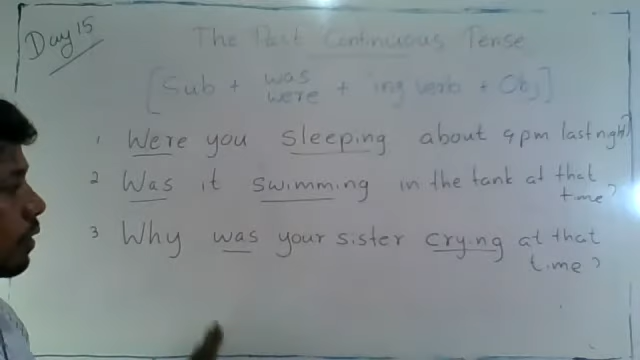 Day 15
The Past Continuous Tense
[Sub + was + ing verb + Obj]
were
1 Were you sleeping about 9pm last night?
2 Was it swimming in the tank at that
time?
3 Why was your sister crying at that
time?